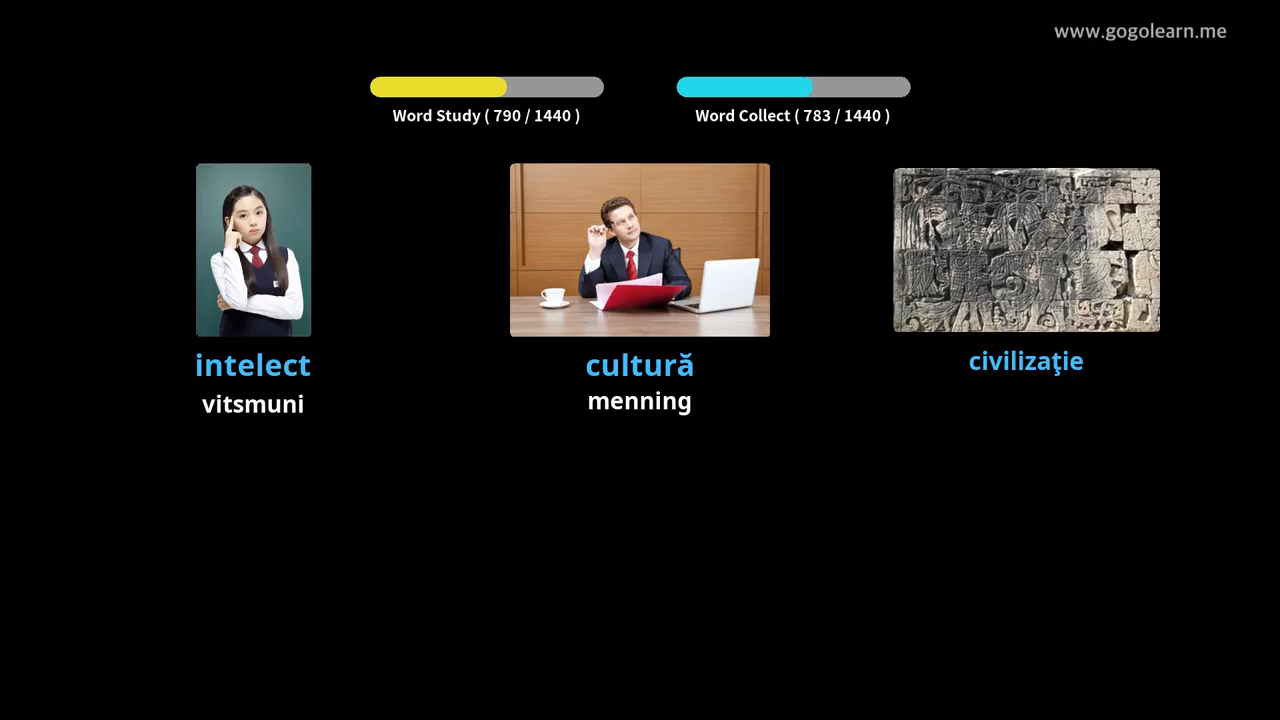 www.gogolearn.me
Word Study ( 790 / 1440 )
Word Collect ( 783 / 1440 )
intelect
cultură
civilizaţie
vitsmuni
menning